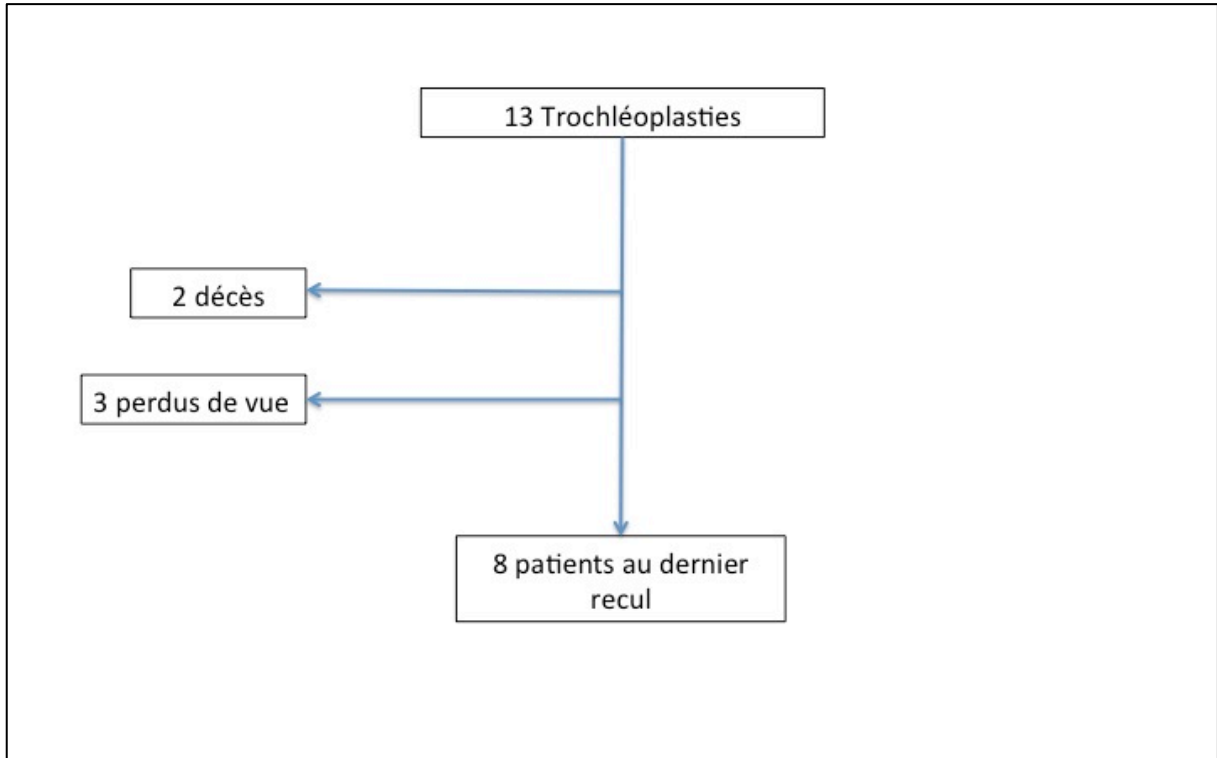 13 Trochléoplasties
2 décès
3 perdus de vue
8 patients au dernier
recul